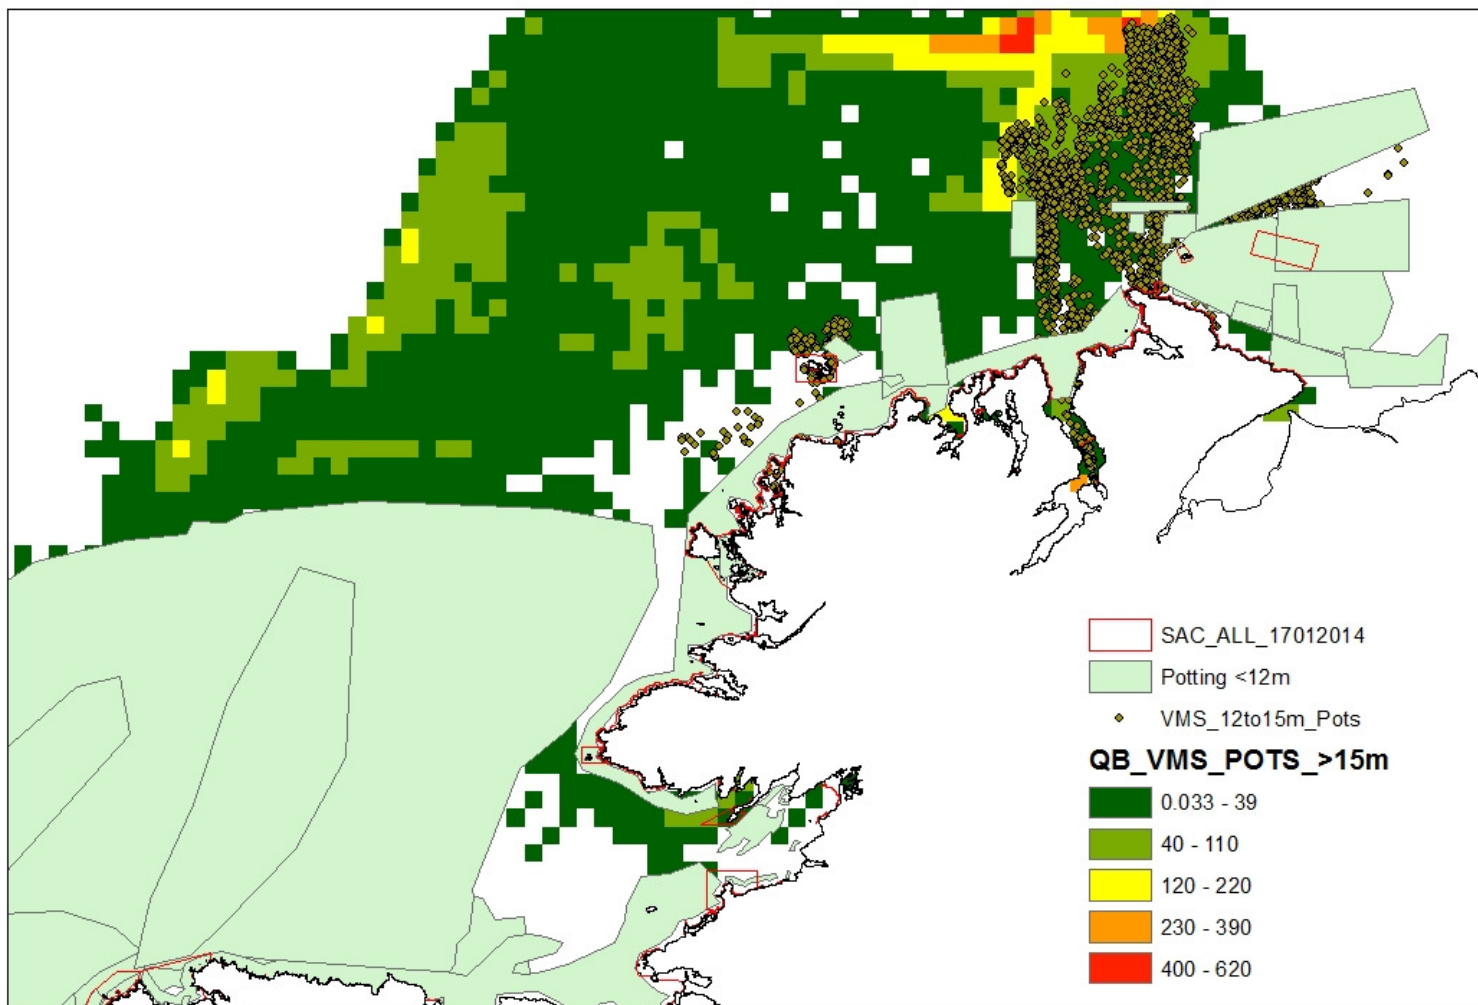 SAC_ALL_17012014
Potting <12m
VMS_12to15m_Pots
QB_VMS_POTS_>15m
0.033 - 39
40 - 110
120 - 220
230 - 390
400 - 620